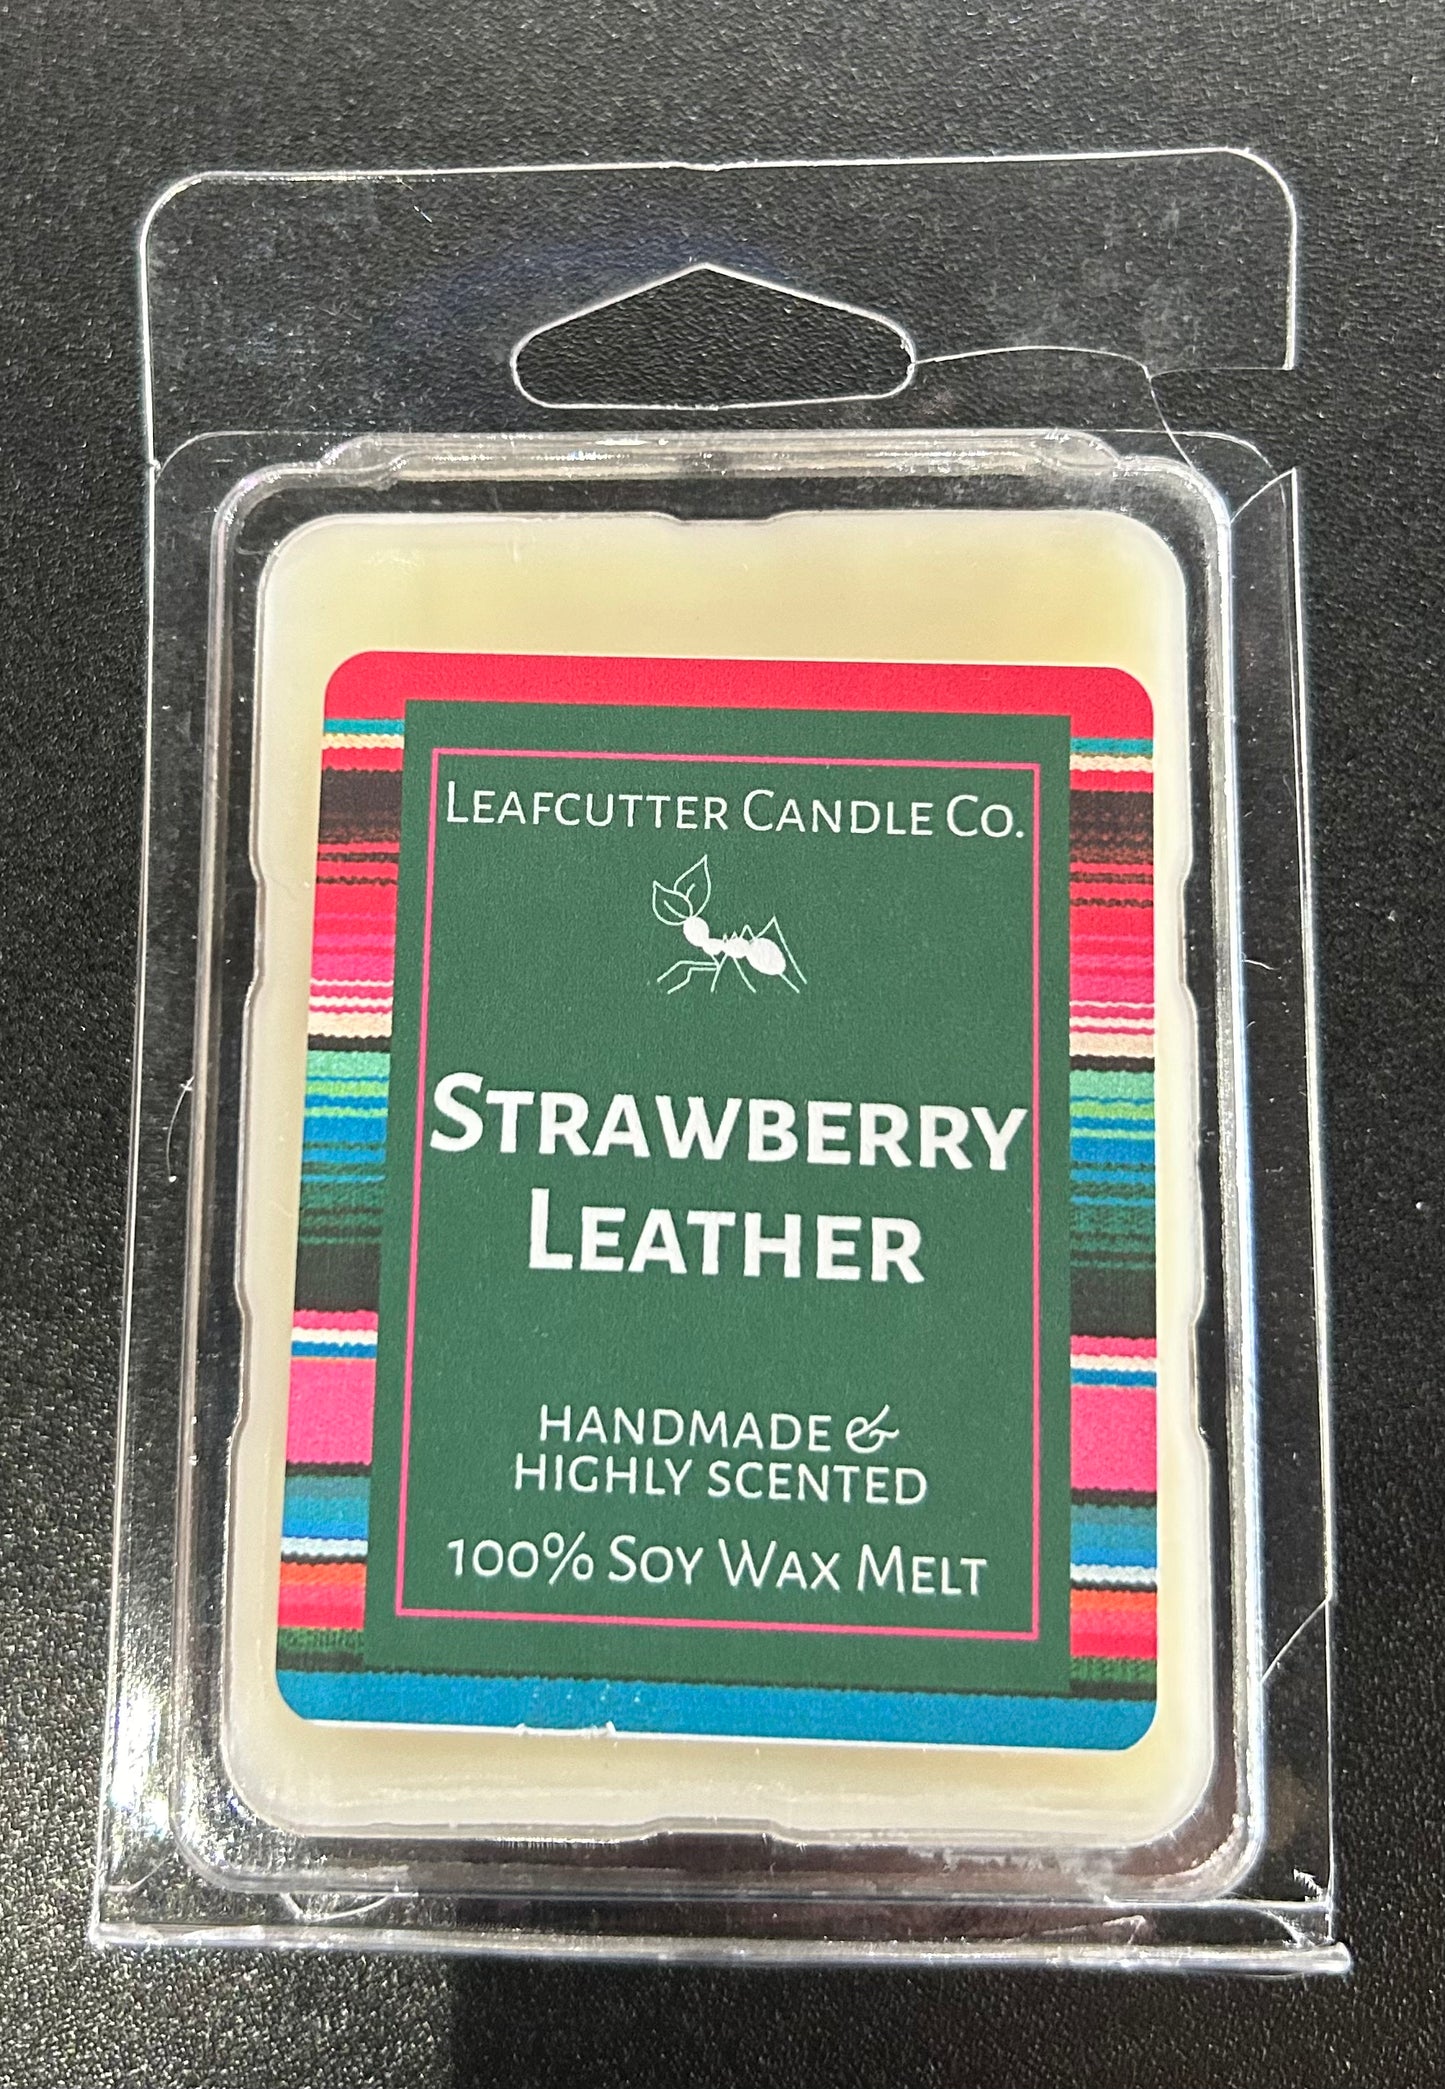 LEAFCUTTER CANDLE CO.
STRAWBERRY
LEATHER
HANDMADE &
HIGHLY SCENTED
100% SOY WAX MELT